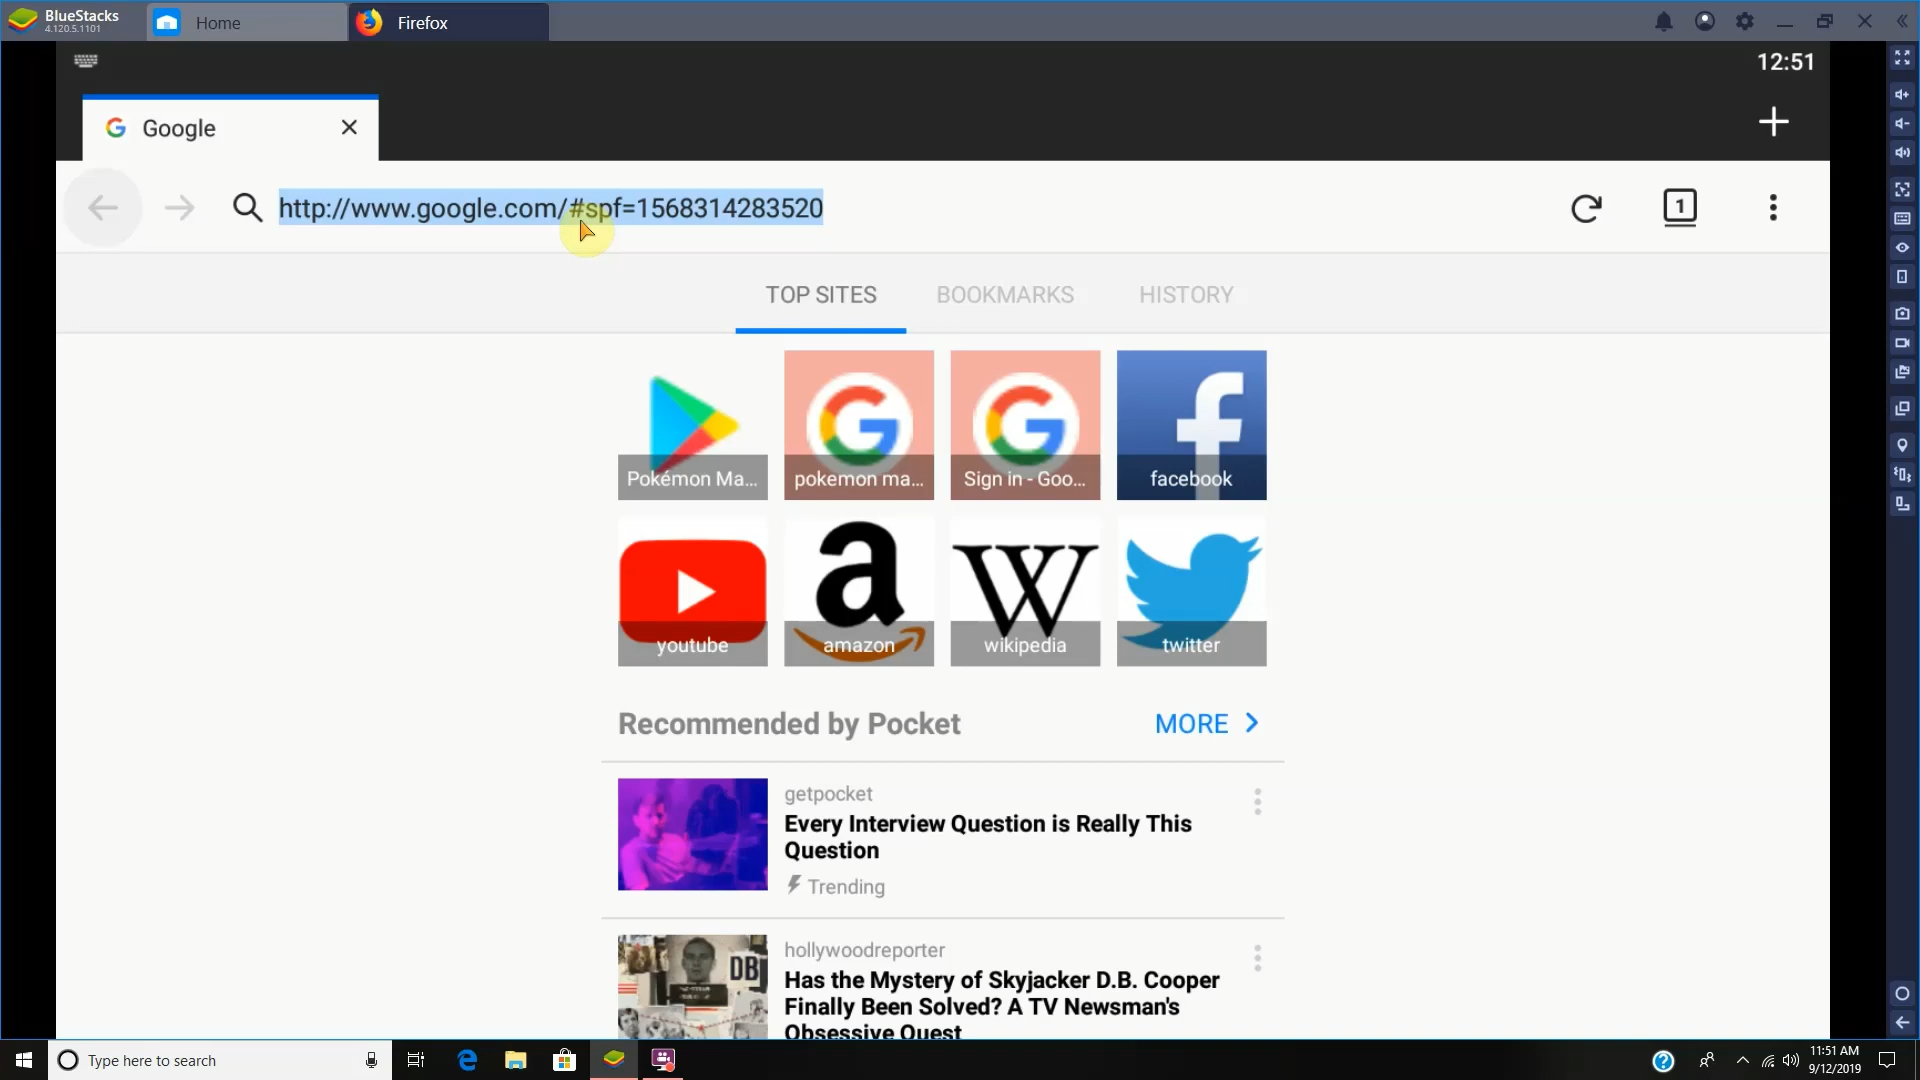 BlueStacks
4.120.5.1101
Home
Firefox
12:51
Google
http://www.google.com/#spf=1568314283520
1
TOP SITES
BOOKMARKS
HISTORY
Pokémon Ma...
pokemon ma...
Sign in - Goo...
facebook
youtube
amazon
wikipedia
twitter
Recommended by Pocket
MORE
getpocket
Every Interview Question is Really This
Question
Trending
DB
hollywoodreporter
Has the Mystery of Skyjacker D.B. Cooper
Finally Been Solved? A TV Newsman's
Obsessive Quest
Type here to search
11:51 AM
9/12/2019